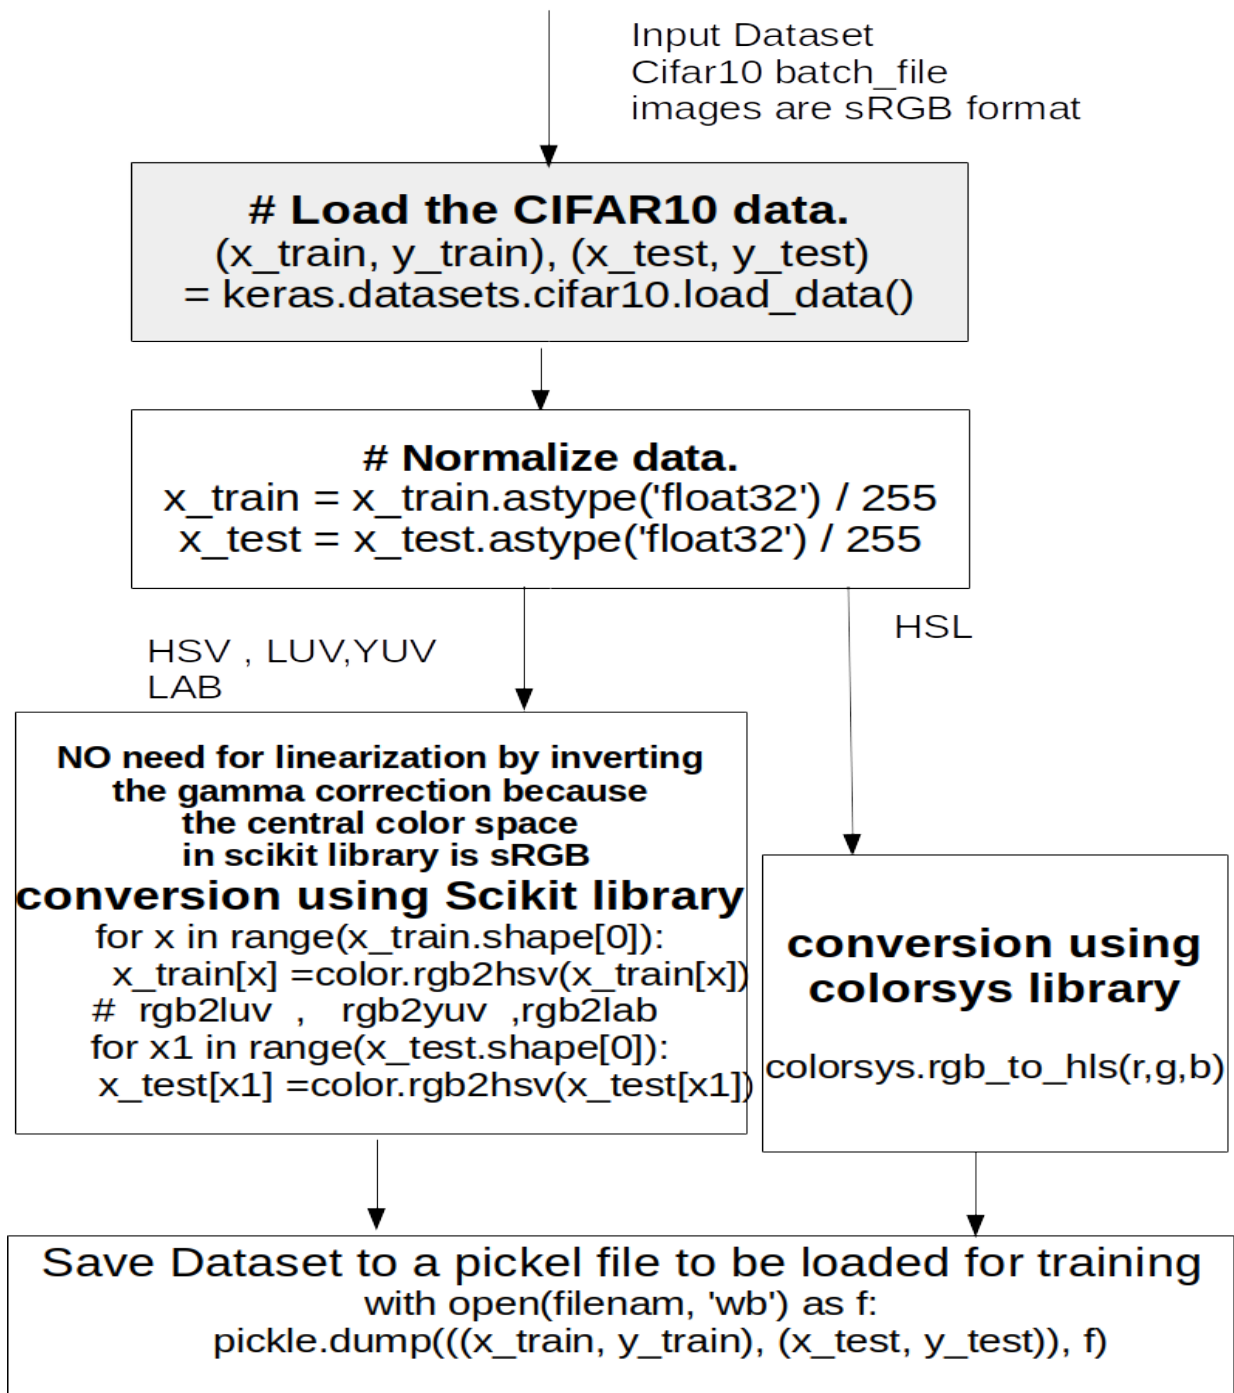 Input Dataset
Cifar10 batch_file
images are sRGB format
# Load the CIFAR10 data.
(x_train, y_train), (x_test, y_test)
= keras.datasets.cifar10.load_data()
# Normalize data.
x_train = x_train.astype('float32') / 255
x_test = x_test.astype('float32') / 255
HSV , LUV,YUV
LAB
HSL
NO need for linearization by inverting
the gamma correction because
the central color space
in scikit library is sRGB
conversion using Scikit library
for x in range(x_train.shape[0]):
x_train[x] =color.rgb2hsv(x_train[x])
# rgb2luv , rgb2yuv ,rgb2lab
for x1 in range(x_test.shape[0]):
x_test[x1] =color.rgb2hsv(x_test[x1])
conversion using
colorsys library
colorsys.rgb_to_hls(r,g,b)
Save Dataset to a pickel file to be loaded for training
with open(filenam, 'wb') as f:
pickle.dump(((x_train, y_train), (x_test, y_test)), f)